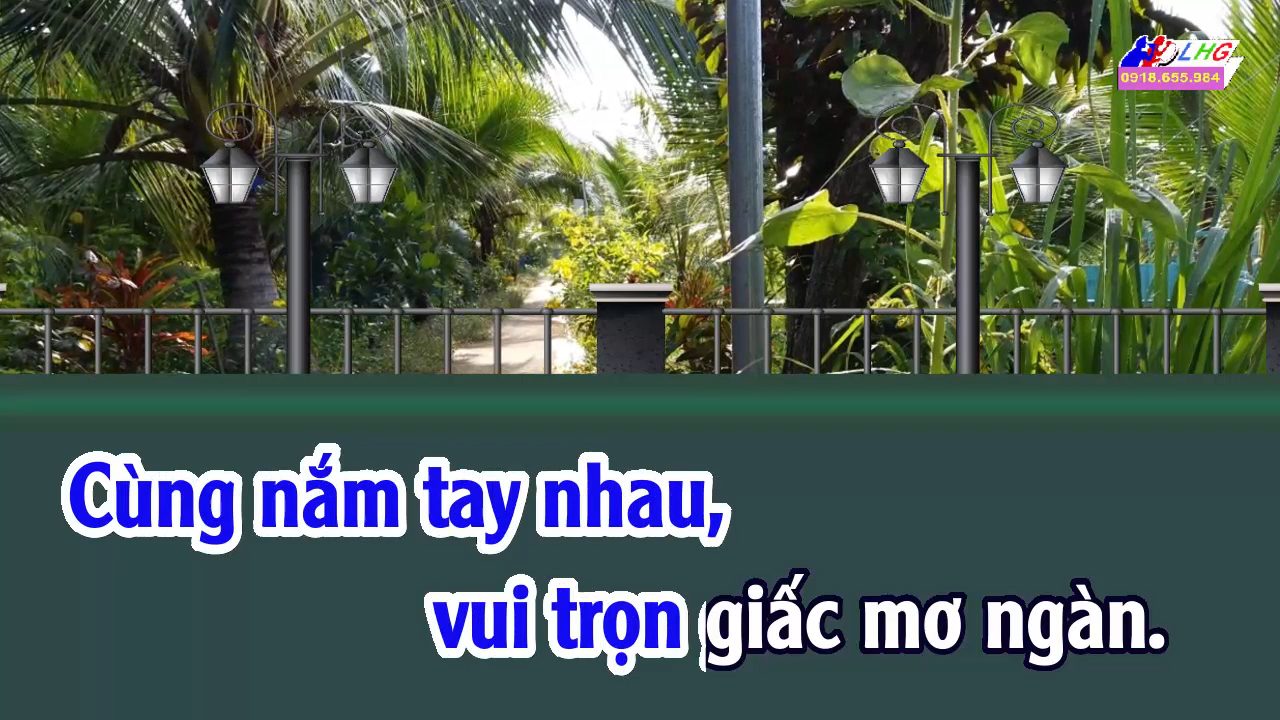 LHG
0918.655.984
Cùng nắm tay nhau,
vui trọn giấc mơ ngàn.